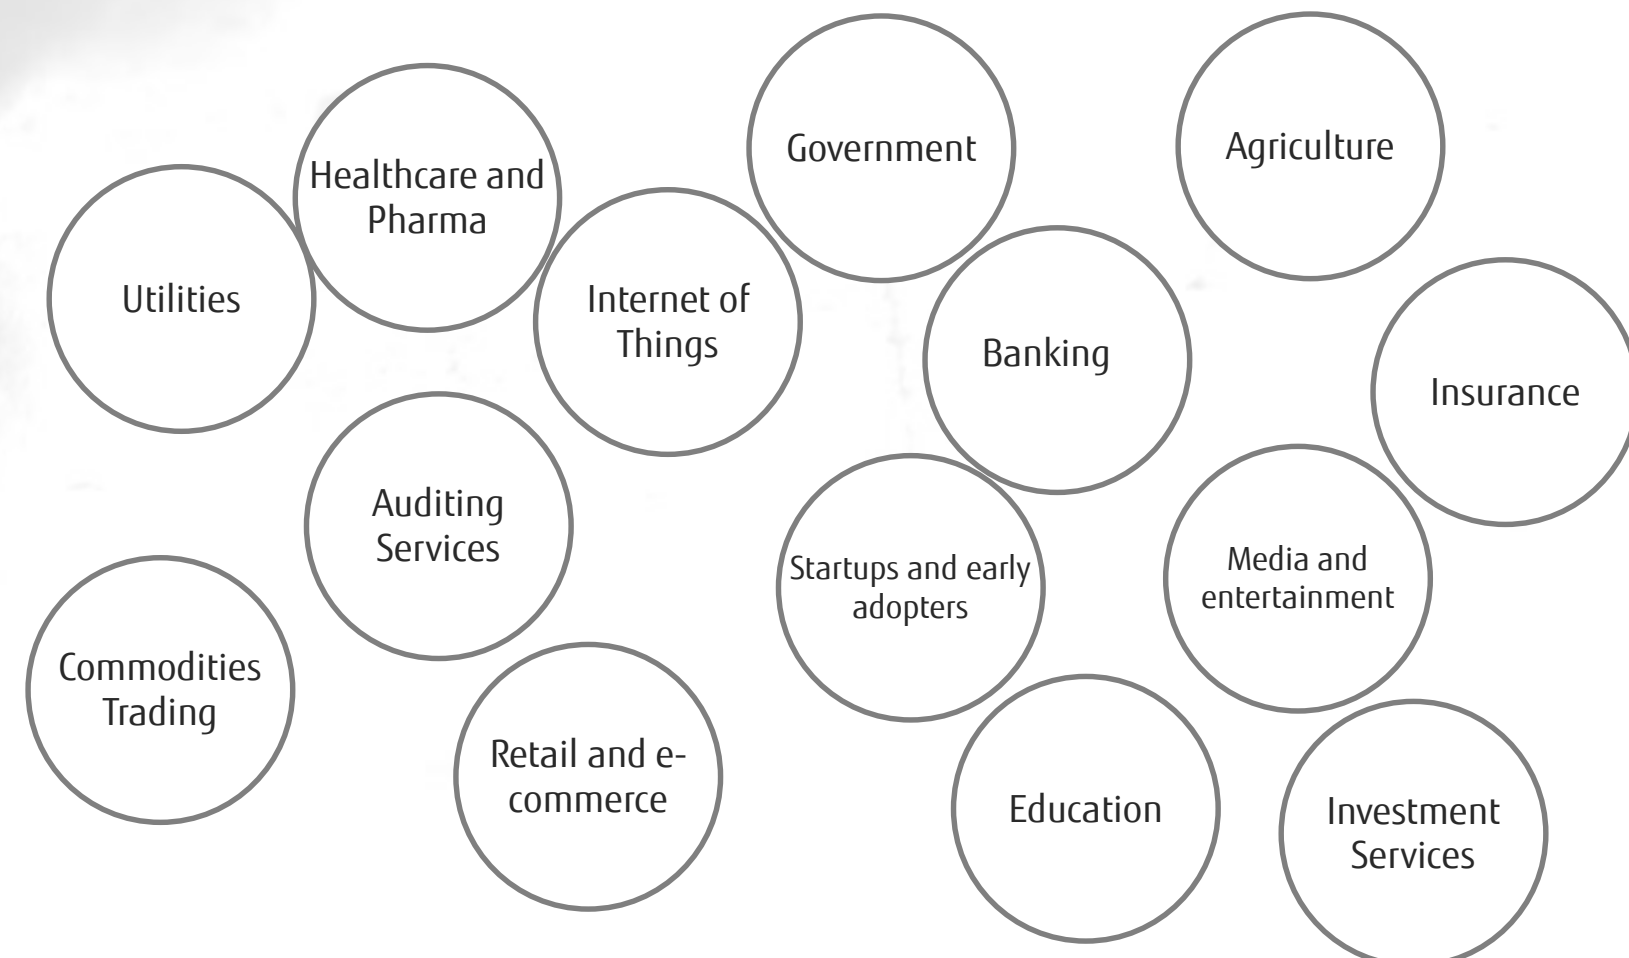 Government
Agriculture
Healthcare and
Pharma
Utilities
Internet of
Things
Banking
Insurance
Auditing
Services
Startups and early
adopters
Media and
entertainment
Commodities
Trading
Retail and e-
commerce
Education
Investment
Services